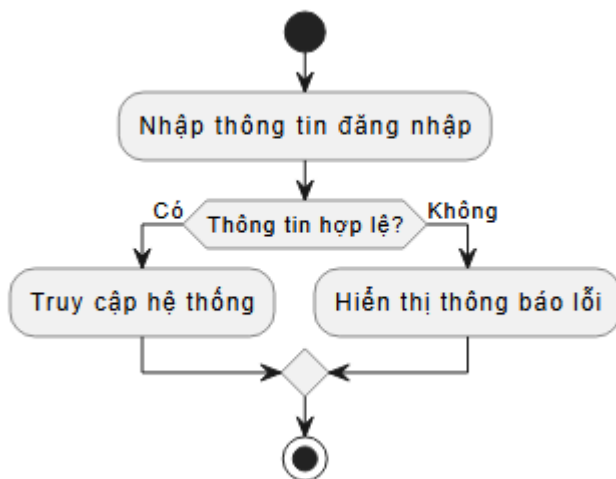 Nhập thông tin đăng nhập
Có
Thông tin hợp lệ?
Không
Truy cập hệ thống
Hiển thị thông báo lỗi